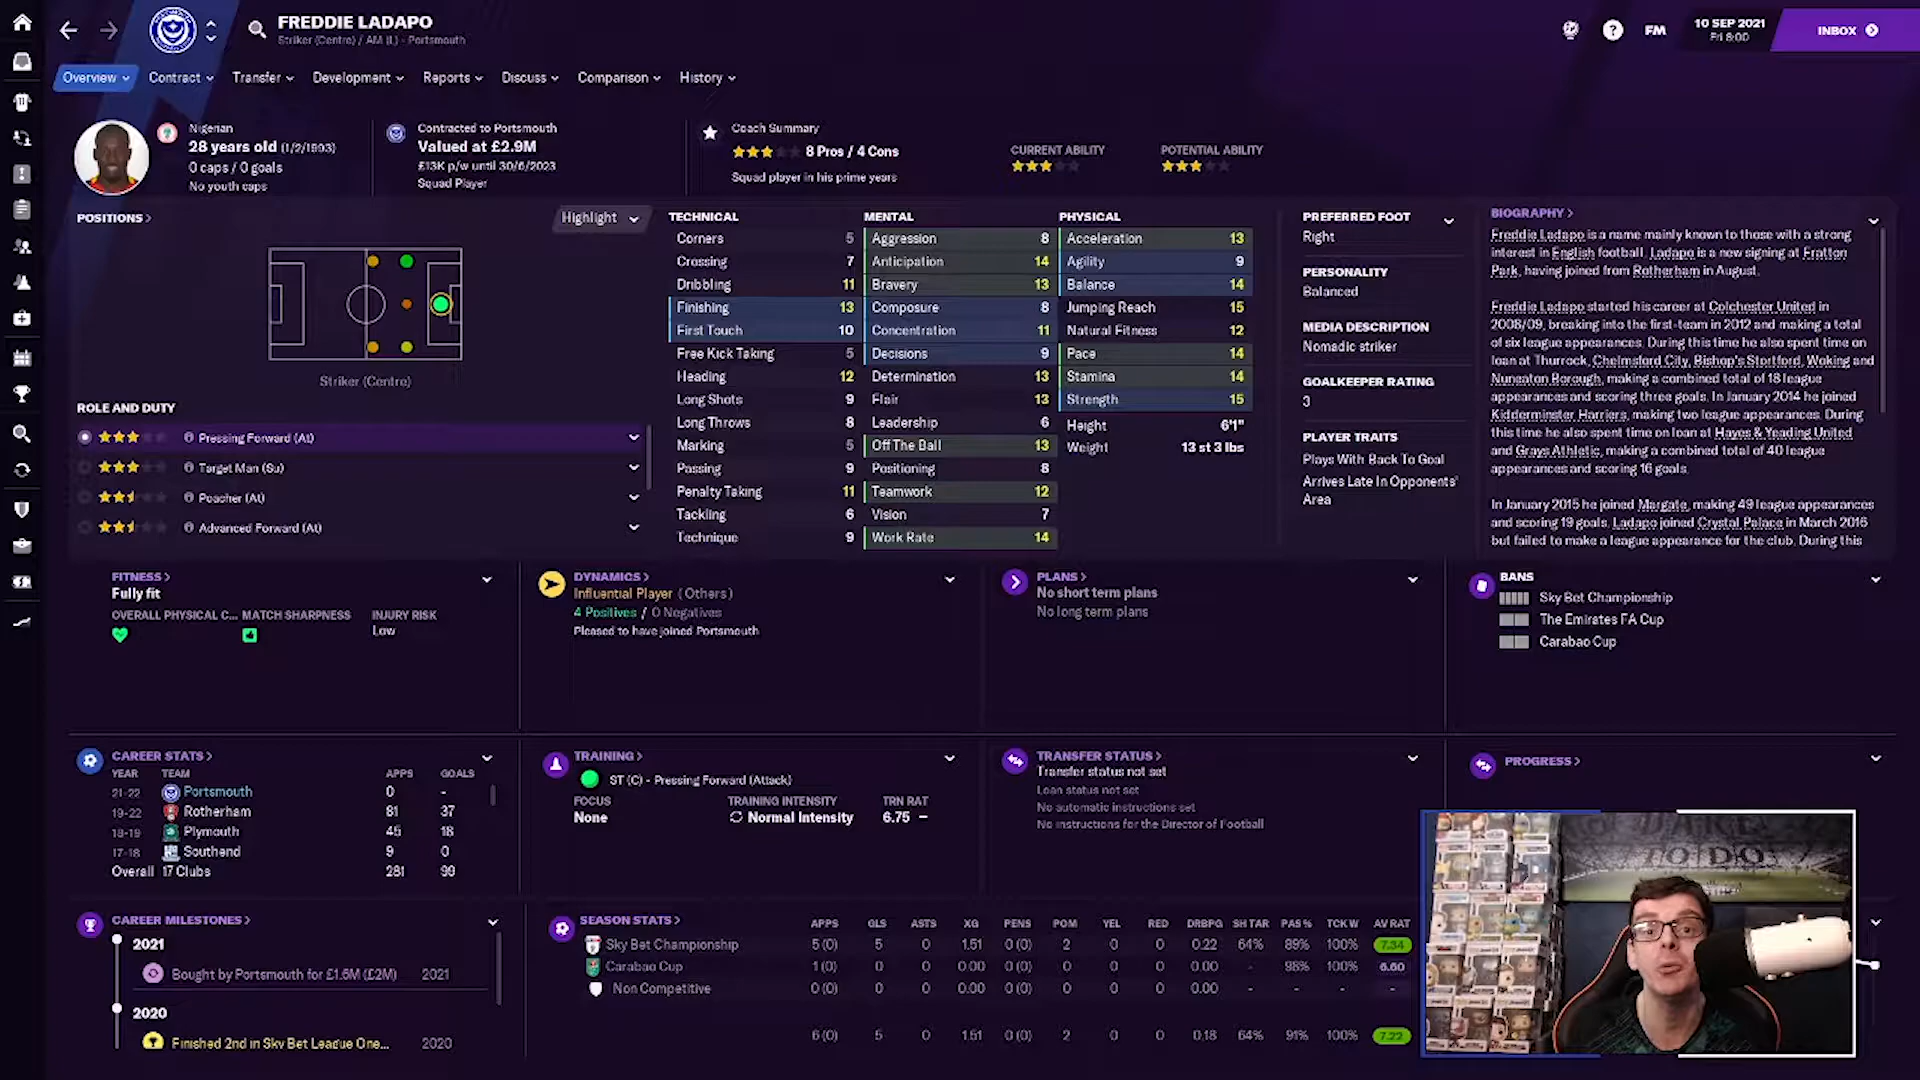 FREDDIE LADAPO
Striker (Centre) / AM (L) - Portsmouth
FM
10 SEP 2021
Fri 8:00
INBOX
Overview
Contract
Transfer
Development
Reports
Discuss
Comparison
History
Nigerian
28 years old (1/2/1993)
0 caps / 0 goals
No youth caps
Contracted to Portsmouth
Valued at £2.9M
£13K p/w until 30/6/2023
Squad Player
Coach Summary
8 Pros / 4 Cons
Squad player in his prime years
CURRENT ABILITY
POTENTIAL ABILITY
POSITIONS >
Highlight
Striker (Centre)
ROLE AND DUTY
Pressing Forward (At)
Target Man (Su)
Poacher (At)
Advanced Forward (At)
TECHNICAL
Corners 5
Crossing 7
Dribbling 11
Finishing 13
First Touch 10
Free Kick Taking 5
Heading 12
Long Shots 9
Long Throws 8
Marking 5
Passing 9
Penalty Taking 11
Tackling 6
Technique 9
MENTAL
Aggression 8
Anticipation 14
Bravery 13
Composure 8
Concentration 11
Decisions 9
Determination 13
Flair 13
Leadership 6
Off The Ball 13
Positioning 8
Teamwork 12
Vision 7
Work Rate 14
PHYSICAL
Acceleration 13
Agility 9
Balance 14
Jumping Reach 15
Natural Fitness 12
Pace 14
Stamina 14
Strength 15
Height 6'1"
Weight 13 st 3 lbs
PREFERRED FOOT
Right
PERSONALITY
Balanced
MEDIA DESCRIPTION
Nomadic striker
GOALKEEPER RATING
3
PLAYER TRAITS
Plays With Back To Goal
Arrives Late In Opponents'
Area
BIOGRAPHY >
Freddie Ladapo is a name mainly known to those with a strong
interest in English football. Ladapo is a new signing at Fratton
Park, having joined from Rotherham in August.
Freddie Ladapo started his career at Colchester United in
2008/09, breaking into the first-team in 2012 and making a total
of six league appearances. During this time he also spent time on
loan at Thurrock, Chelmsford City, Bishop's Stortford, Woking and
Nuneaton Borough, making a combined total of 18 league
appearances and scoring three goals. In January 2014 he joined
Kidderminster Harriers, making two league appearances. During
this time he also spent time on loan at Hayes & Yeading United
and Grays Athletic, making a combined total of 40 league
appearances and scoring 16 goals.
In January 2015 he joined Margate, making 49 league appearances
and scoring 19 goals. Ladapo joined Crystal Palace in March 2016
but failed to make a league appearance for the club. During this
FITNESS >
Fully fit
OVERALL PHYSICAL C... MATCH SHARPNESS INJURY RISK
Low
DYNAMICS >
Influential Player (Others)
4 Positives / 0 Negatives
Pleased to have joined Portsmouth
PLANS >
No short term plans
No long term plans
BANS
Sky Bet Championship
The Emirates FA Cup
Carabao Cup
CAREER STATS >
YEAR TEAM APPS GOALS
21-22 Portsmouth 0 -
19-22 Rotherham 81 37
18-19 Plymouth 45 18
17-18 Southend 9 0
Overall 17 Clubs 281 99
TRAINING >
ST (C) - Pressing Forward (Attack)
FOCUS TRAINING INTENSITY TRN RAT
None Normal Intensity 6.75 –
TRANSFER STATUS >
Transfer status not set
Loan status not set
No automatic instructions set
No instructions for the Director of Football
PROGRESS >
CAREER MILESTONES >
2021
Bought by Portsmouth for £1.6M (£2M) 2021
2020
Finished 2nd in Sky Bet League One... 2020
SEASON STATS > APPS GLS ASTS XG PENS POM YEL RED DRBPG SH TAR PAS % TCK W AV RAT
Sky Bet Championship 5 (0) 5 0 1.51 0 (0) 2 0 0 0.22 64% 89% 100% 7.34
Carabao Cup 1 (0) 0 0 0.00 0 (0) 0 0 0 0.00 - 98% 100% 6.60
Non Competitive 0 (0) 0 0 0.00 0 (0) 0 0 0 0.00 - - - -
6 (0) 5 0 1.51 0 (0) 2 0 0 0.18 64% 91% 100% 7.22
DARE
TO DO